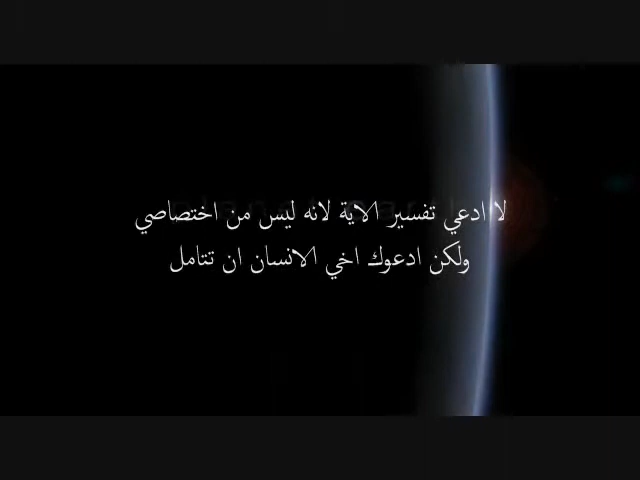 لا ادعي تفسير الاية لانه ليس من اختصاصي
ولكن ادعوك اخي الانسان ان تتامل